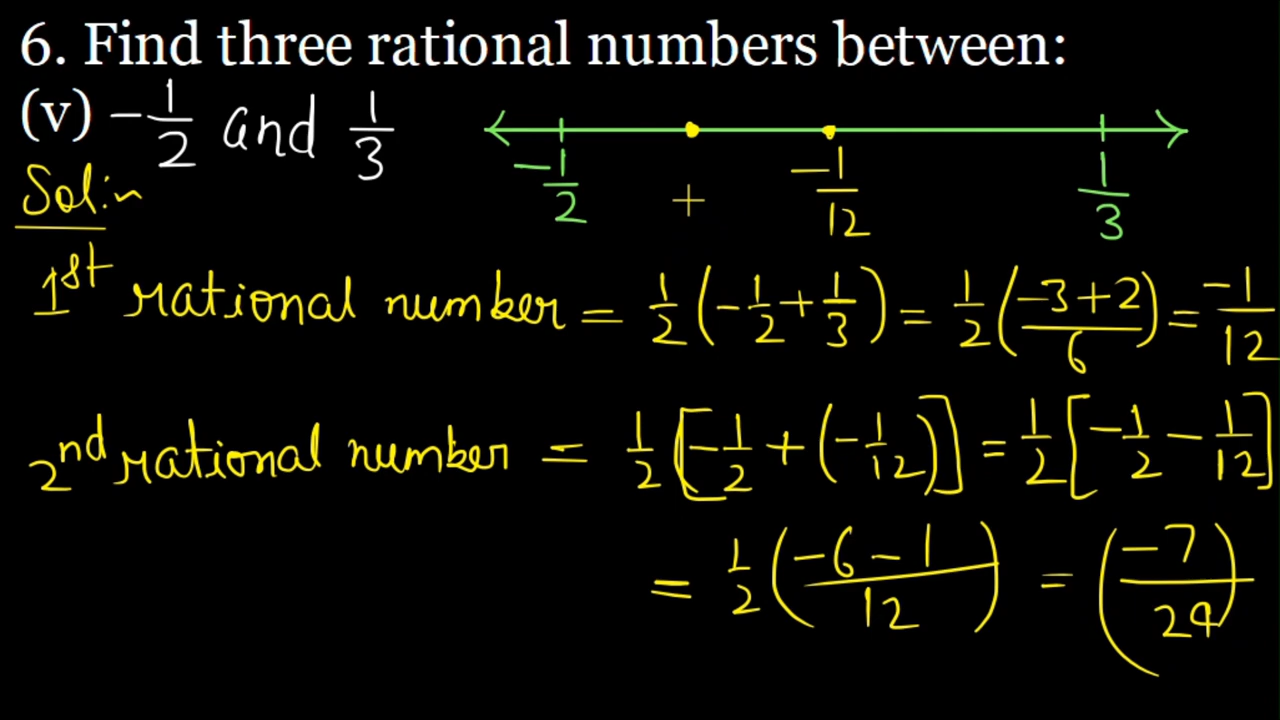 6. Find three rational numbers between:
(v) -1/2 and 1/3
-1/2 + -1/12 1/3
Sol:n
1st rational number = 1/2(-1/2+1/3) = 1/2(-3+2/6) = -1/12
2nd rational number = 1/2[-1/2+(-1/12)] = 1/2[-1/2-1/12]
= 1/2(-6-1/12) = (-7/24)